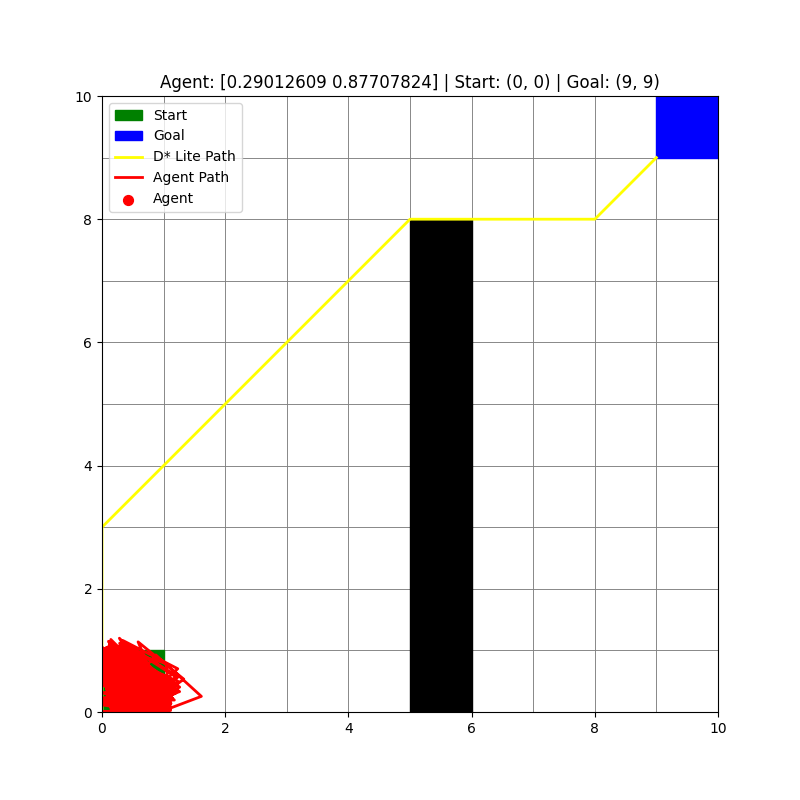 Agent: [0.29012609 0.87707824] | Start: (0, 0) | Goal: (9, 9)
Start
Goal
D* Lite Path
Agent Path
Agent
10
8
6
4
2
0
0 2 4 6 8 10